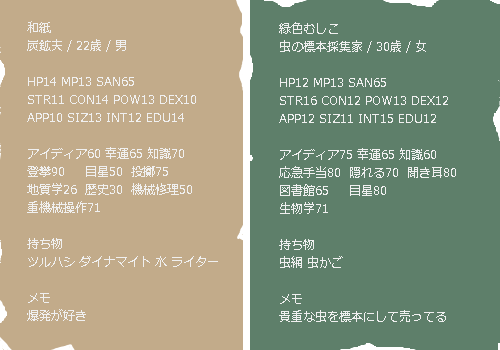 和紙
炭鉱夫 / 22歳 / 男
HP14 MP13 SAN65
STR11 CON14 POW13 DEX10
APP10 SIZ13 INT12 EDU14
アイディア60 幸運65 知識70
登攀90 目星50 投擲75
地質学26 歴史30 機械修理50
重機械操作71
持ち物
ツルハシ ダイナマイト 水 ライター
メモ
爆発が好き
緑色むしこ
虫の標本採集家 / 30歳 / 女
HP12 MP13 SAN65
STR16 CON12 POW13 DEX12
APP12 SIZ11 INT15 EDU12
アイディア75 幸運65 知識60
応急手当80 隠れる70 聞き耳80
図書館65 目星80
生物学71
持ち物
虫網 虫かご
メモ
貴重な虫を標本にして売ってる